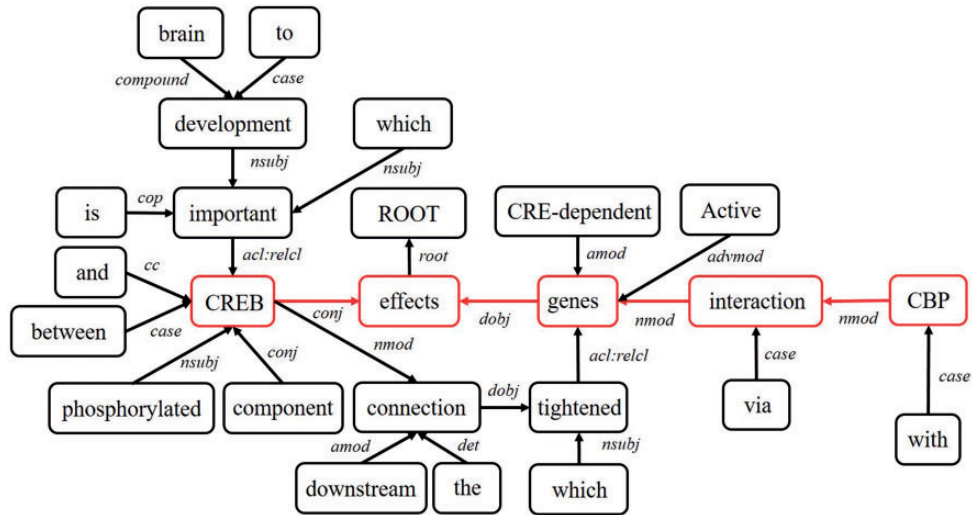 brain
to
compound
case
development
which
nsubj
nsubj
is
cop
important
ROOT
CRE-dependent
Active
and
cc
acl:relcl
root
amod
advmod
CREB
effects
genes
interaction
CBP
between
case
conj
dobj
nmod
nmod
nsubj
conj
nmod
acl:relcl
case
case
phosphorylated
component
connection
dobj
tightened
via
with
amod
det
nsubj
downstream
the
which